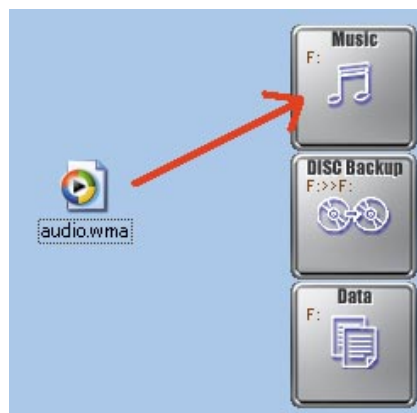 Music
F:
audio.wma
DISC Backup
F:>>F:
Data
F: